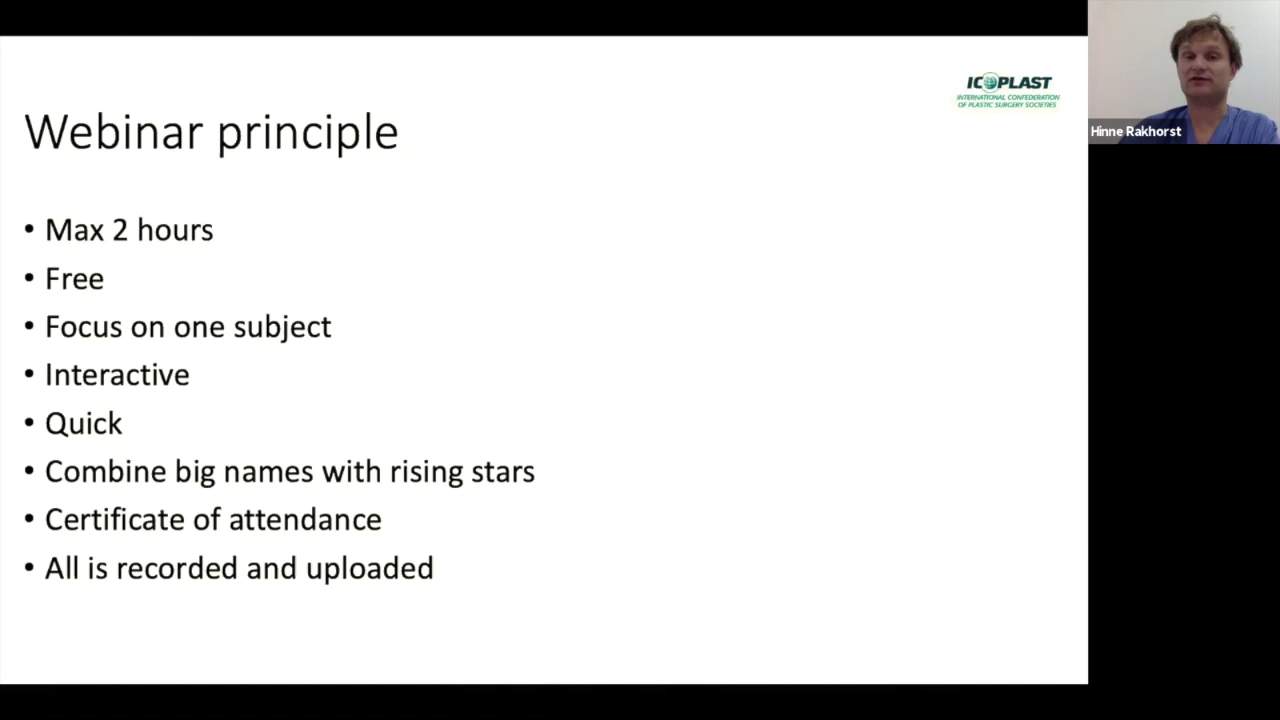 ICOPLAST
INTERNATIONAL CONFEDERATION
OF PLASTIC SURGERY SOCIETIES
Hinne Rakhorst
Webinar principle
• Max 2 hours
• Free
• Focus on one subject
• Interactive
• Quick
• Combine big names with rising stars
• Certificate of attendance
• All is recorded and uploaded